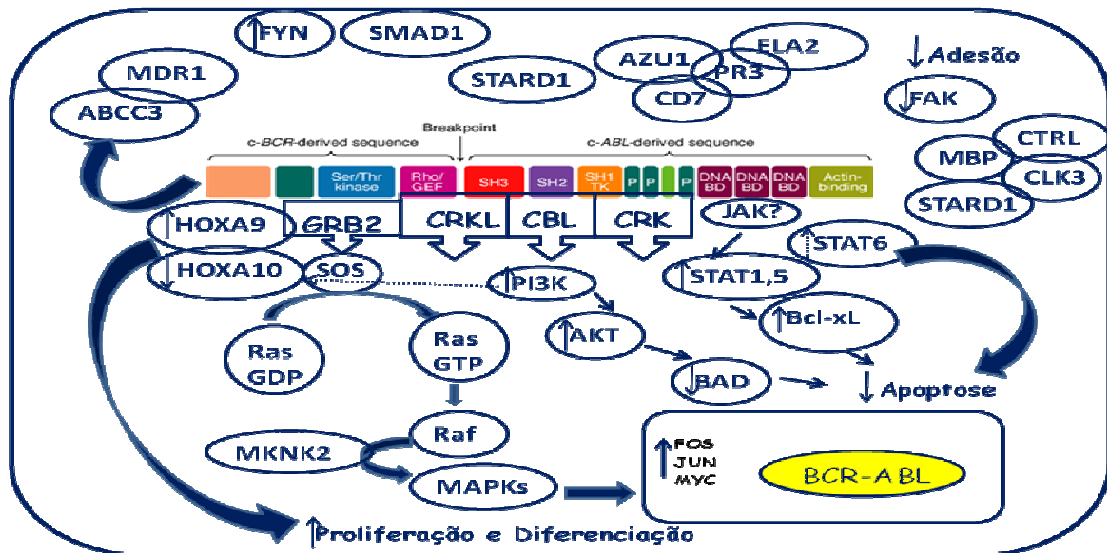 FYN
SMAD1
MDR1
ABCC3
STARD1
AZU1
ELA2
PR3
CD7
↓ Adesão
↓FAK
CTRL
MBP
CLK3
STARD1
Breakpoint
c-BCR-derived sequence
c-ABL-derived sequence
Ser/Thr
kinase
Rho/
GEF
SH3
SH2
SH1
TK
P
P
P
DNA
BD
DNA
BD
DNA
BD
Actin-
binding
↑HOXA9
GRB2
CRKL
CBL
CRK
JAK?
↑STAT6
↓HOXA10
SOS
↑PI3K
↑STAT1,5
↑Bcl-xL
↑AKT
Ras
GDP
Ras
GTP
↓BAD
↓ Apoptose
Raf
MKNK2
MAPKs
↑ FOS
JUN
MYC
BCR-ABL
↑Proliferação e Diferenciação